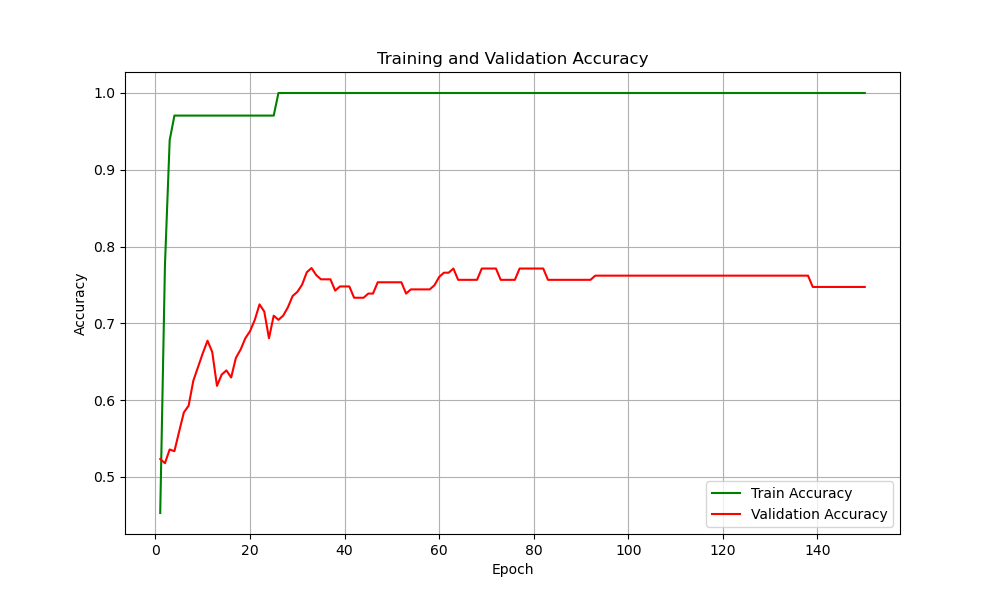 Training and Validation Accuracy
1.0
0.9
0.8
0.7
0.6
0.5
Accuracy
0 20 40 60 80 100 120 140
Epoch
Train Accuracy
Validation Accuracy